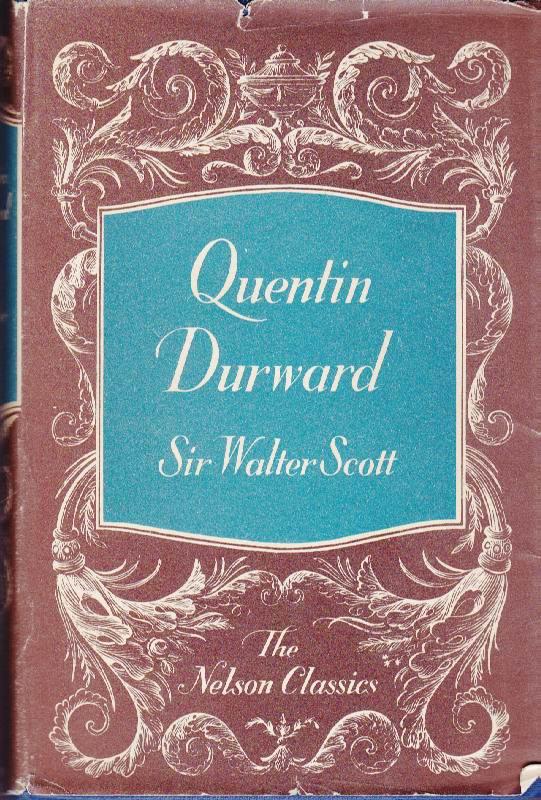 Quentin
Durward
Sir Walter Scott
The
Nelson Classics